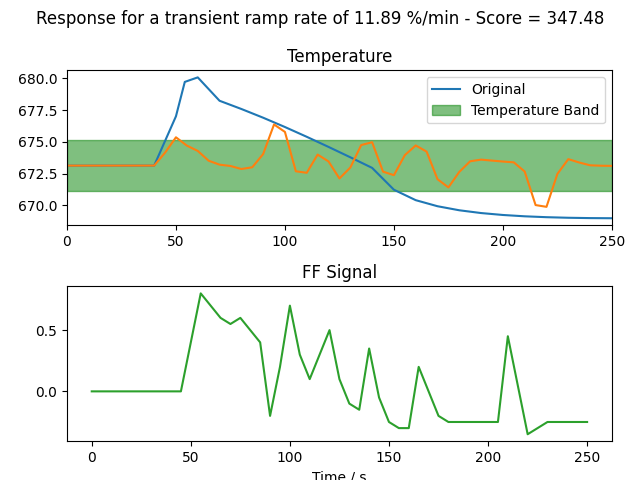 Response for a transient ramp rate of 11.89 %/min - Score = 347.48
Temperature
680.0
677.5
675.0
672.5
670.0
Original
Temperature Band
0 50 100 150 200 250
FF Signal
0.5
0.0
0 50 100 150 200 250
Time / s